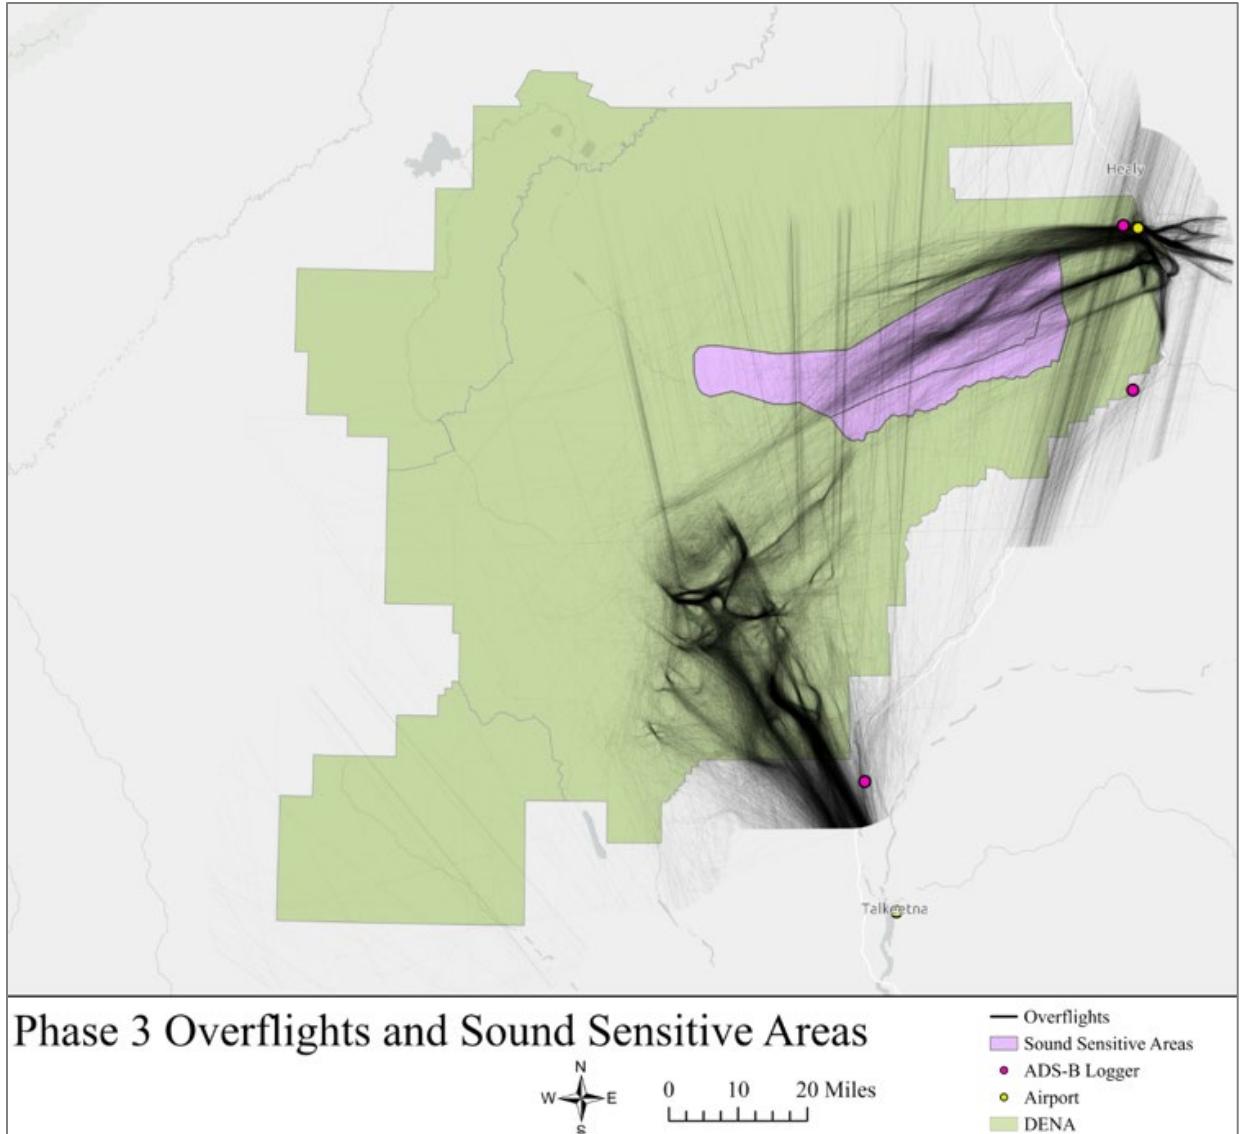 Healy
Talkeetna
Phase 3 Overflights and Sound Sensitive Areas
N
W E
S
0 10 20 Miles
Overflights
Sound Sensitive Areas
ADS-B Logger
Airport
DENA